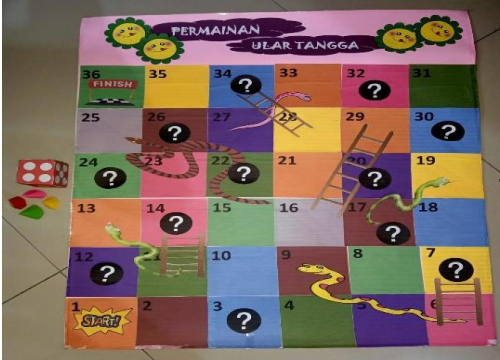 PERMAINAN
ULAR TANGGA
36 35 34 33 32 31
FINISH ? ?
25 26 27 28 29 30
? ?
24 23 22 21 20 19
? ? ?
13 14 15 16 17 18
? ?
12 11 10 9 8 7
? ?
1 2 3 4 5 6
START! ?